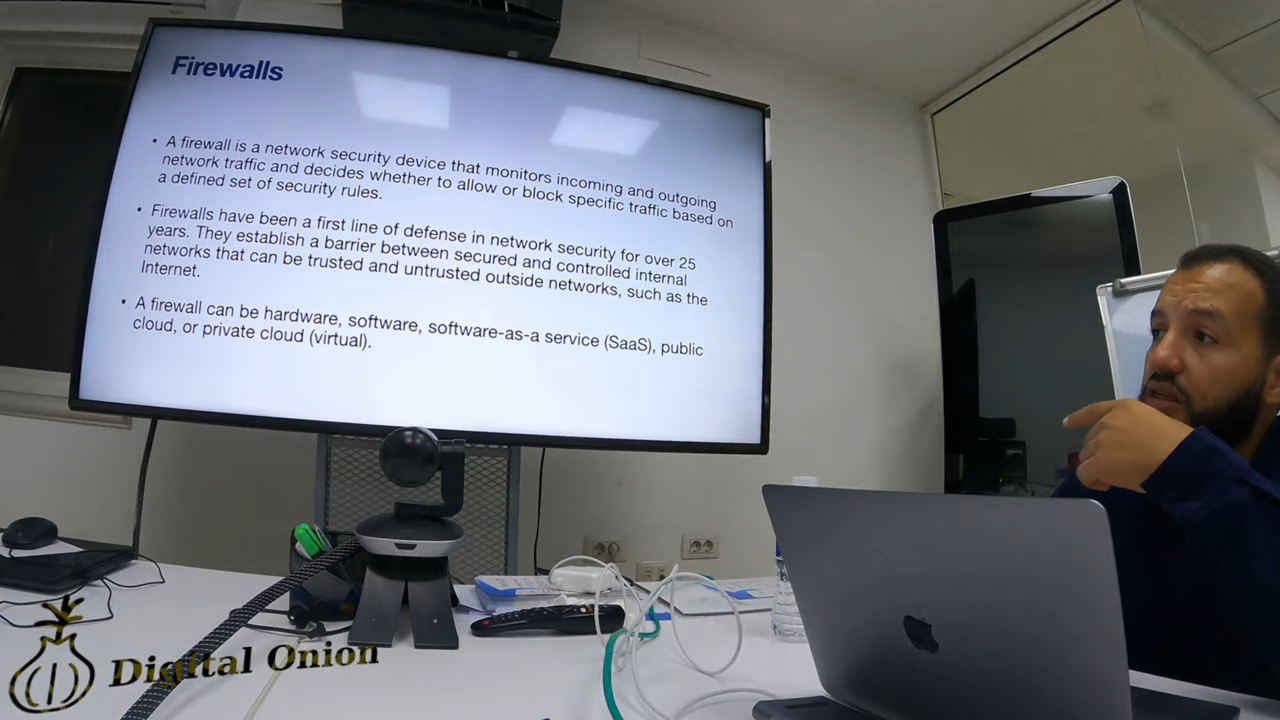 Firewalls
• A firewall is a network security device that monitors incoming and outgoing
network traffic and decides whether to allow or block specific traffic based on
a defined set of security rules.
• Firewalls have been a first line of defense in network security for over 25
years. They establish a barrier between secured and controlled internal
networks that can be trusted and untrusted outside networks, such as the
Internet.
• A firewall can be hardware, software, software-as-a service (SaaS), public
cloud, or private cloud (virtual).
Digital Onion